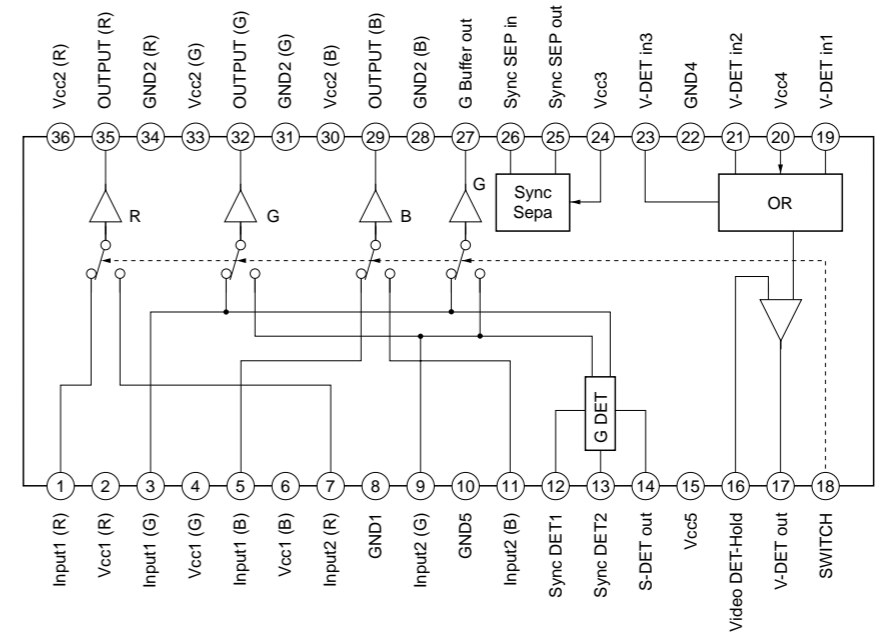 Vcc2 (R)
OUTPUT (R)
GND2 (R)
Vcc2 (G)
OUTPUT (G)
GND2 (G)
Vcc2 (B)
OUTPUT (B)
GND2 (B)
G Buffer out
Sync SEP in
Sync SEP out
Vcc3
V-DET in3
GND4
V-DET in2
Vcc4
V-DET in1
36
35
34
33
32
31
30
29
28
27
26
25
24
23
22
21
20
19
R
G
B
G
Sync
Sepa
OR
G DET
1
2
3
4
5
6
7
8
9
10
11
12
13
14
15
16
17
18
Input1 (R)
Vcc1 (R)
Input1 (G)
Vcc1 (G)
Input1 (B)
Vcc1 (B)
Input2 (R)
GND1
Input2 (G)
GND5
Input2 (B)
Sync DET1
Sync DET2
S-DET out
Vcc5
Video DET-Hold
V-DET out
SWITCH